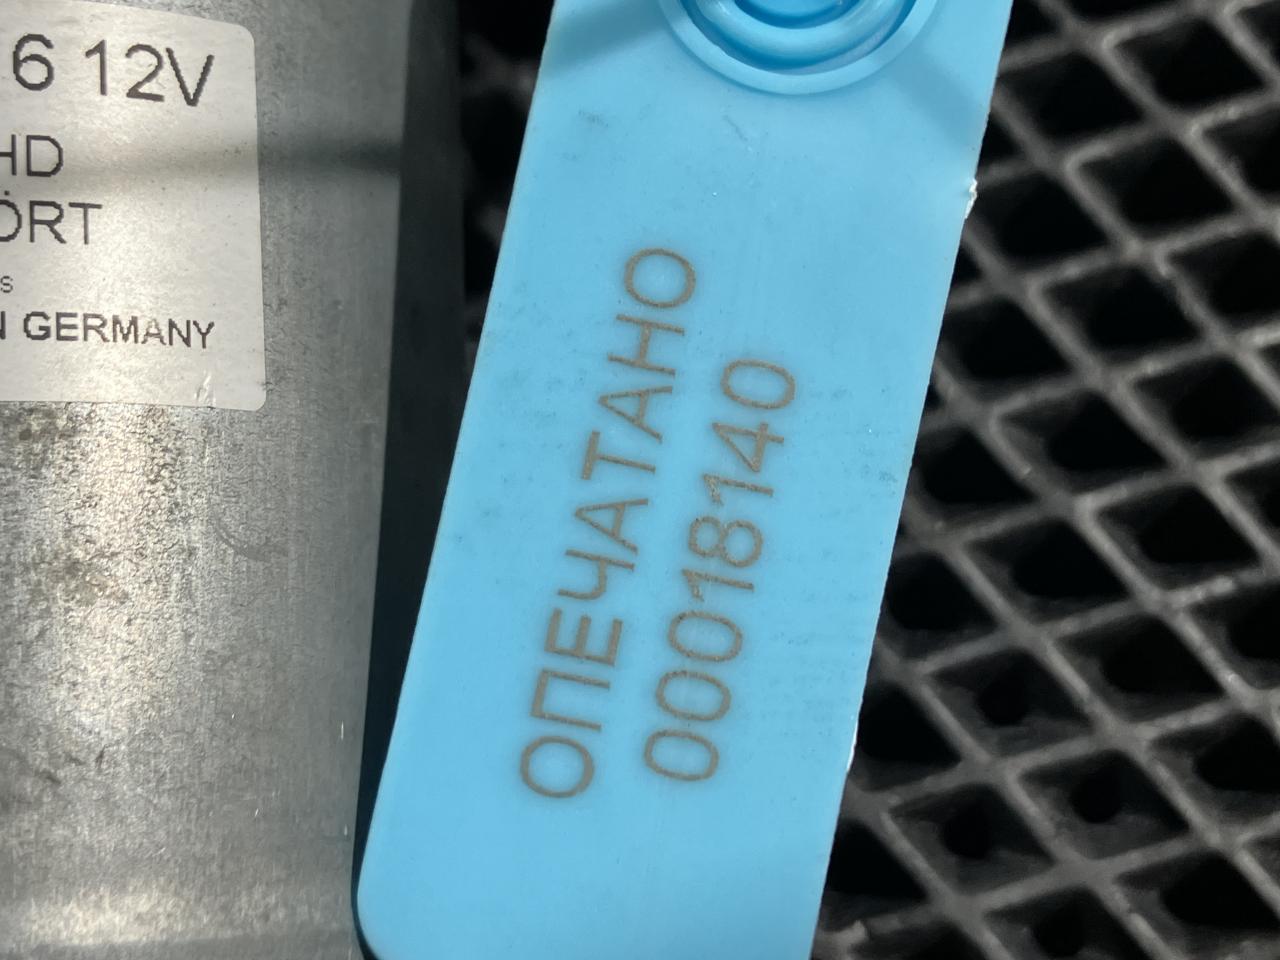 6 12V
HD
ÖRT
s
N GERMANY
ОПЕЧАТАНО
00018140